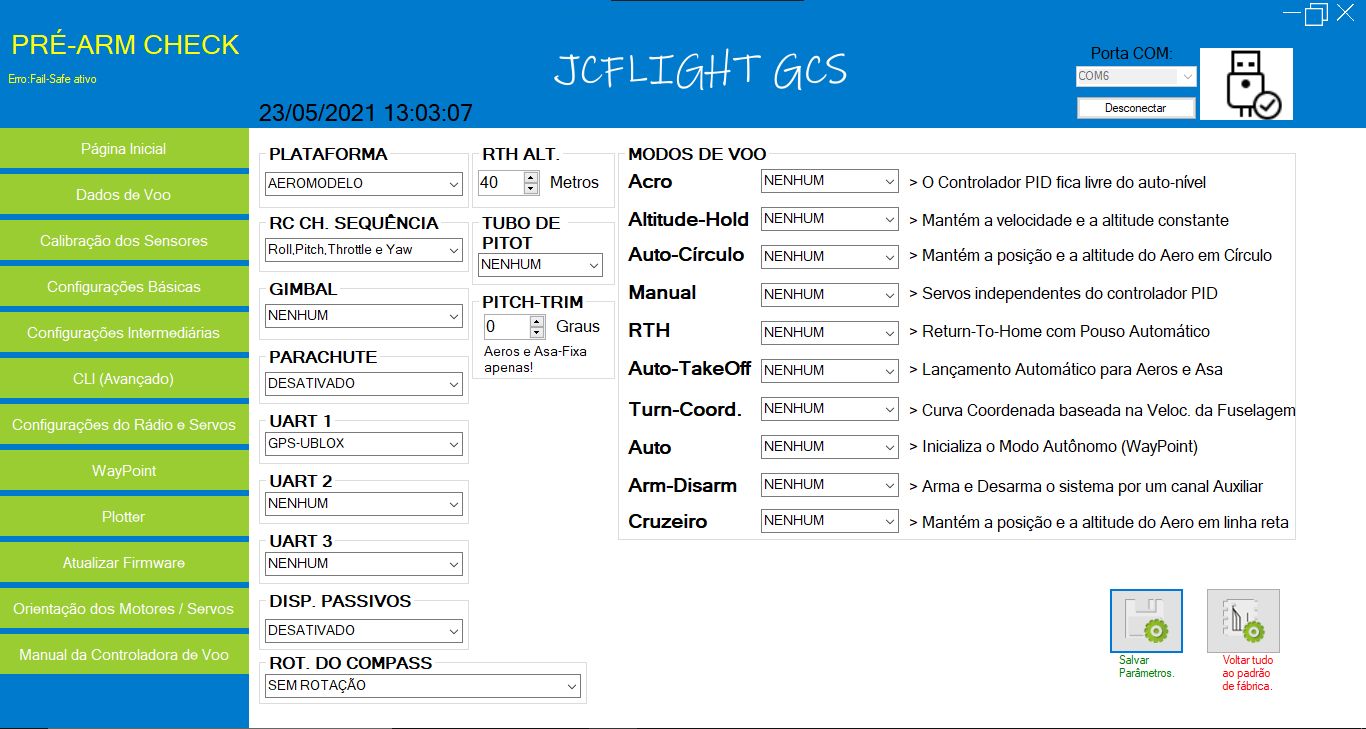 PRÉ-ARM CHECK
Erro:Fail-Safe ativo
JCFLIGHT GCS
23/05/2021 13:03:07
Porta COM:
COM6
Desconectar
Página Inicial
Dados de Voo
Calibração dos Sensores
Configurações Básicas
Configurações Intermediárias
CLI (Avançado)
Configurações do Rádio e Servos
WayPoint
Plotter
Atualizar Firmware
Orientação dos Motores / Servos
Manual da Controladora de Voo
PLATAFORMA
AEROMODELO
RC CH. SEQUÊNCIA
Roll,Pitch,Throttle e Yaw
GIMBAL
NENHUM
PARACHUTE
DESATIVADO
UART 1
GPS-UBLOX
UART 2
NENHUM
UART 3
NENHUM
DISP. PASSIVOS
DESATIVADO
ROT. DO COMPASS
SEM ROTAÇÃO
RTH ALT.
40 Metros
TUBO DE
PITOT
NENHUM
PITCH-TRIM
0 Graus
Aeros e Asa-Fixa
apenas!
MODOS DE VOO
Acro NENHUM > O Controlador PID fica livre do auto-nível
Altitude-Hold NENHUM > Mantém a velocidade e a altitude constante
Auto-Círculo NENHUM > Mantém a posição e a altitude do Aero em Círculo
Manual NENHUM > Servos independentes do controlador PID
RTH NENHUM > Return-To-Home com Pouso Automático
Auto-TakeOff NENHUM > Lançamento Automático para Aeros e Asa
Turn-Coord. NENHUM > Curva Coordenada baseada na Veloc. da Fuselagem
Auto NENHUM > Inicializa o Modo Autônomo (WayPoint)
Arm-Disarm NENHUM > Arma e Desarma o sistema por um canal Auxiliar
Cruzeiro NENHUM > Mantém a posição e a altitude do Aero em linha reta
Salvar
Parâmetros.
Voltar tudo
ao padrão
de fábrica.